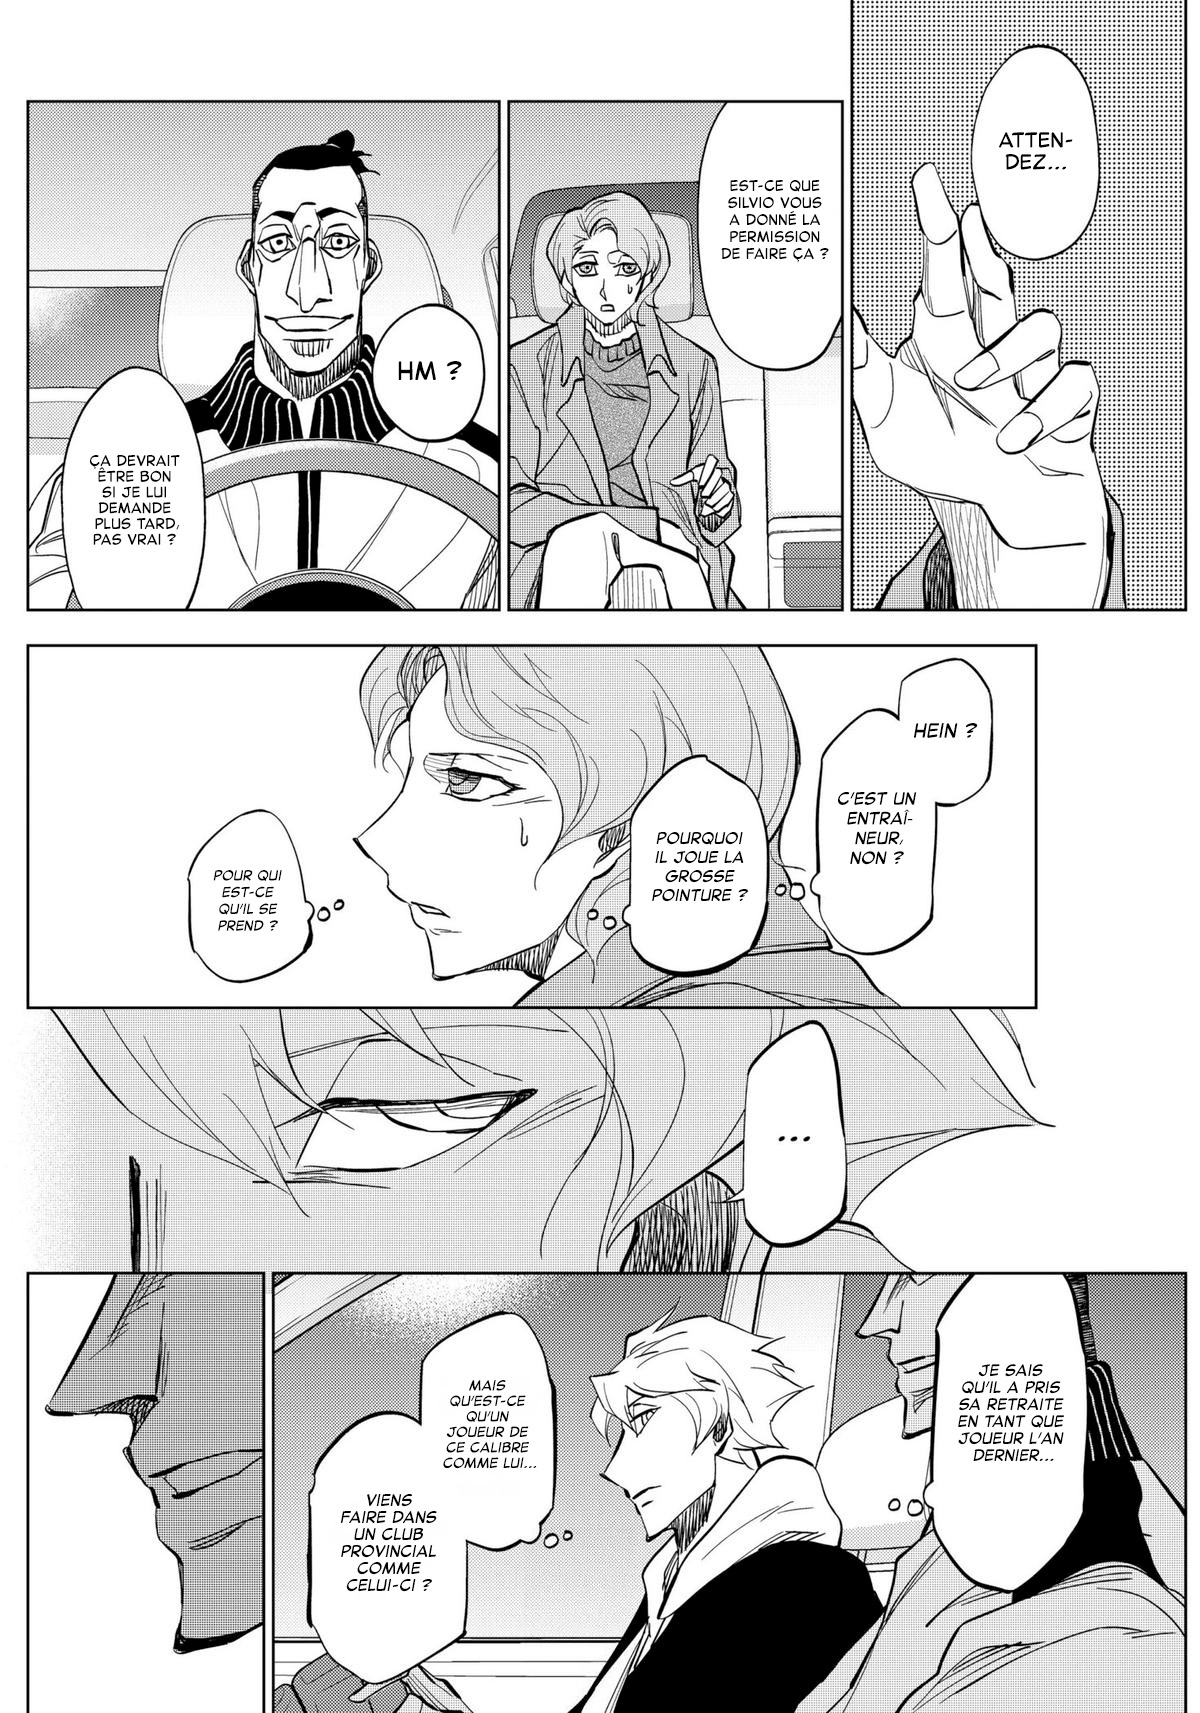 ATTEN-
DEZ...
EST-CE QUE
SILVIO VOUS
A DONNÉ LA
PERMISSION
DE FAIRE ÇA ?
HM ?
ÇA DEVRAIT
ÊTRE BON
SI JE LUI
DEMANDE
PLUS TARD,
PAS VRAI ?
HEIN ?
C'EST UN
ENTRAÎ-
NEUR,
NON ?
POURQUOI
IL JOUE LA
GROSSE
POINTURE ?
POUR QUI
EST-CE
QU'IL SE
PREND ?
...
JE SAIS
QU'IL A PRIS
SA RETRAITE
EN TANT QUE
JOUEUR L'AN
DERNIER...
MAIS
QU'EST-CE
QU'UN
JOUEUR DE
CE CALIBRE
COMME LUI...
VIENS
FAIRE DANS
UN CLUB
PROVINCIAL
COMME
CELUI-CI ?